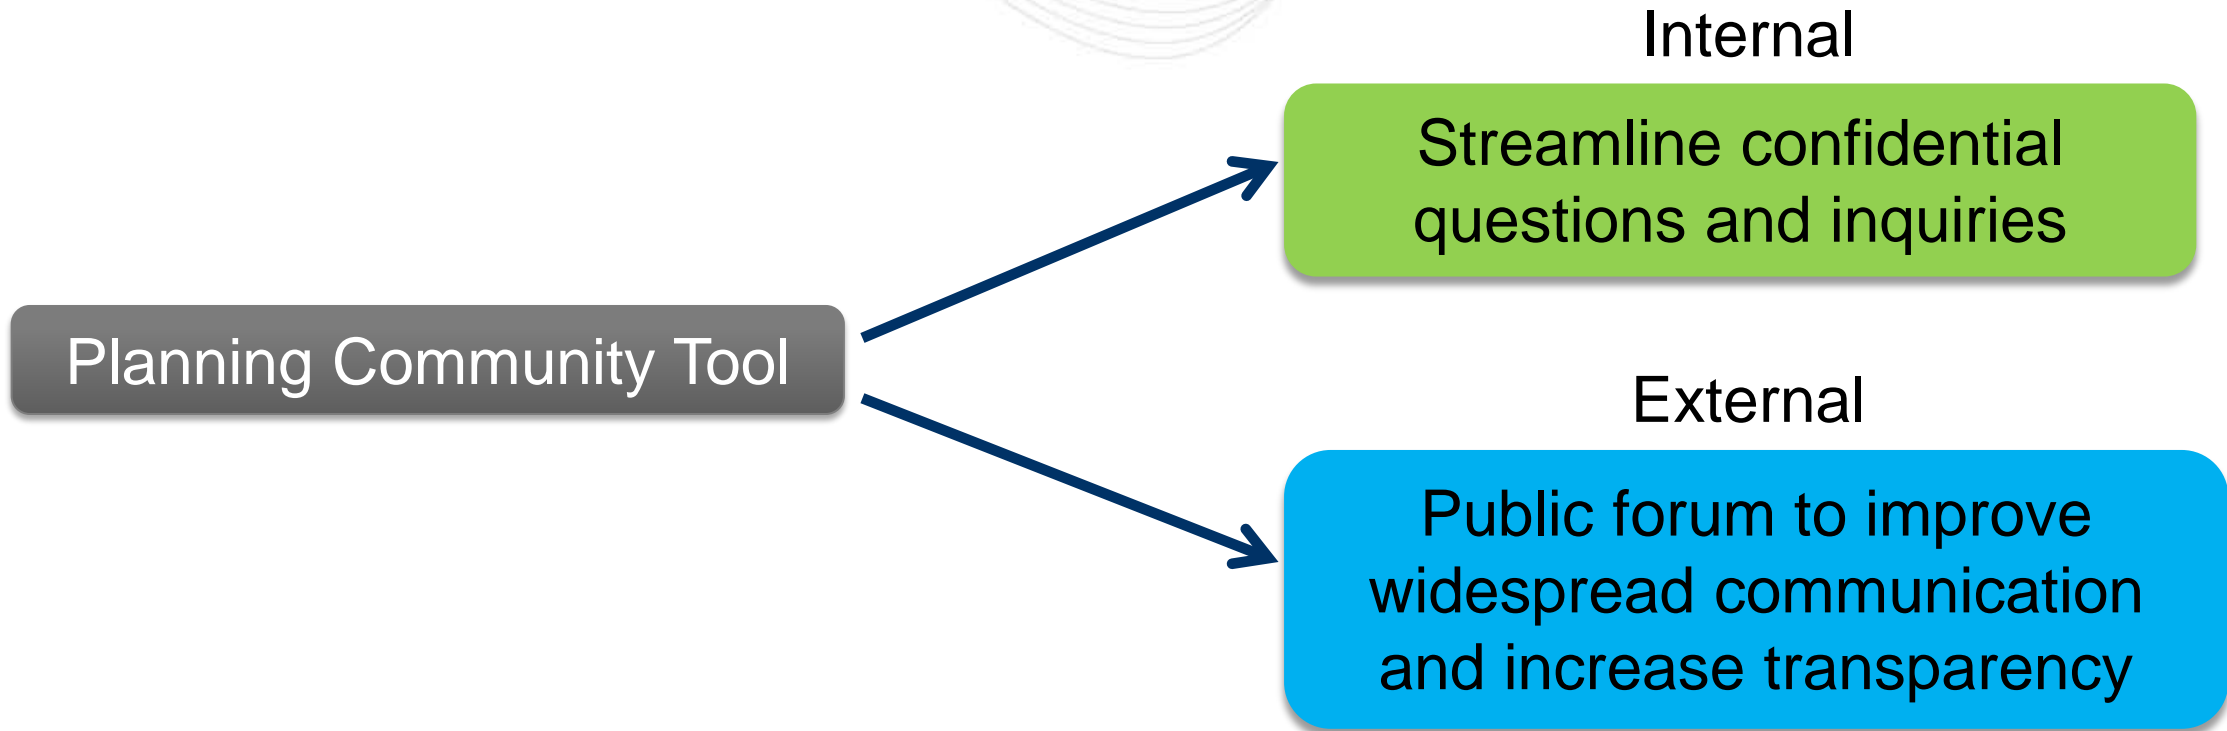 Internal
Streamline confidential
questions and inquiries
Planning Community Tool
External
Public forum to improve
widespread communication
and increase transparency